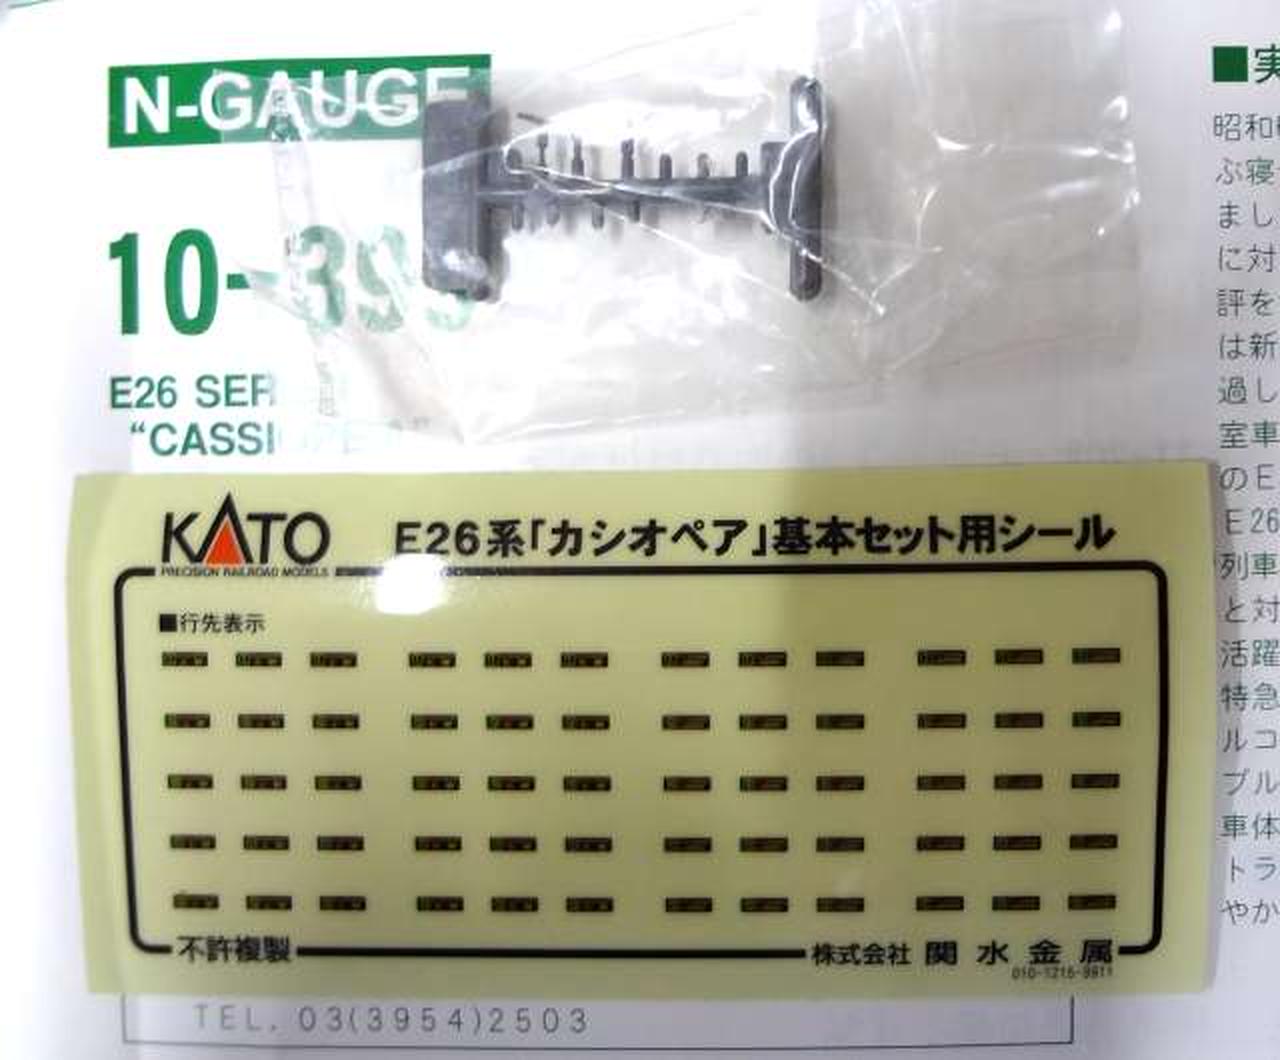 N-GAUGE
10-39
E26 SER
“CASSI
KATO
PRECISION RAILROAD MODELS
E26系「カシオペア」基本セット用シール
■行先表示
不許複製
株式会社 関水金属
TEL. 03(3954)2503
■実
昭和
ぶ寝
まし
に対
評を
は新
過し
室車
のE
E26
列車
と対
活躍
特急
ルコ
ブル
車体
トラ
やか